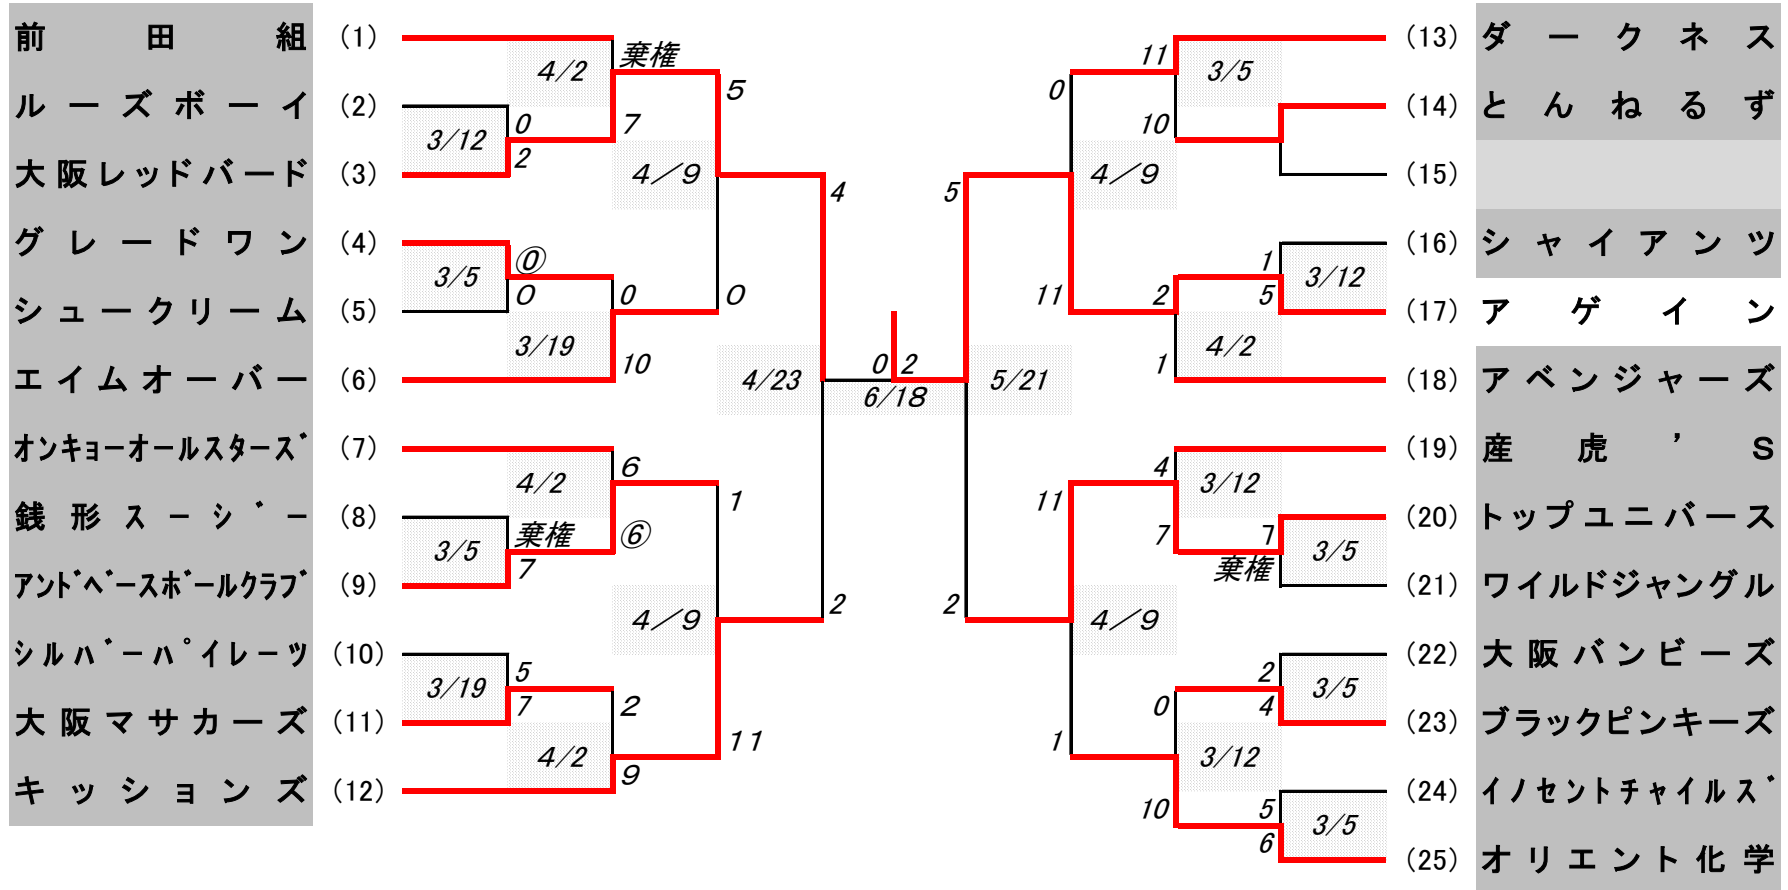 前田組 (1)
ルーズボーイ (2)
大阪レッドバード (3)
グレードワン (4)
シュークリーム (5)
エイムオーバー (6)
オンキョーオールスターズ (7)
銭形スージー (8)
アンドベースボールクラブ (9)
シルバーパイレーツ (10)
大阪マサカーズ (11)
キッションズ (12)
4/2
棄権
7
3/12
0
2
5
4/9
3/5
⓪
0
0
3/19
10
0
4
4/23
4/2
6
⑥
3/5
棄権
7
1
4/9
3/19
5
7
2
4/2
9
11
2
0 2
6/18
5
5/21
2
0
4/9
11
11
3/5
10
1
3/12
5
2
4/2
1
11
4/9
1
4
3/12
7
7
3/5
棄権
2
3/5
4
0
3/12
10
5
3/5
6
(13) ダークネス
(14) とんねるず
(15)
(16) シャイアンツ
(17) アゲイン
(18) アベンジャーズ
(19) 産虎’S
(20) トップユニバース
(21) ワイルドジャングル
(22) 大阪バンビーズ
(23) ブラックピンキーズ
(24) イノセントチャイルズ
(25) オリエント化学